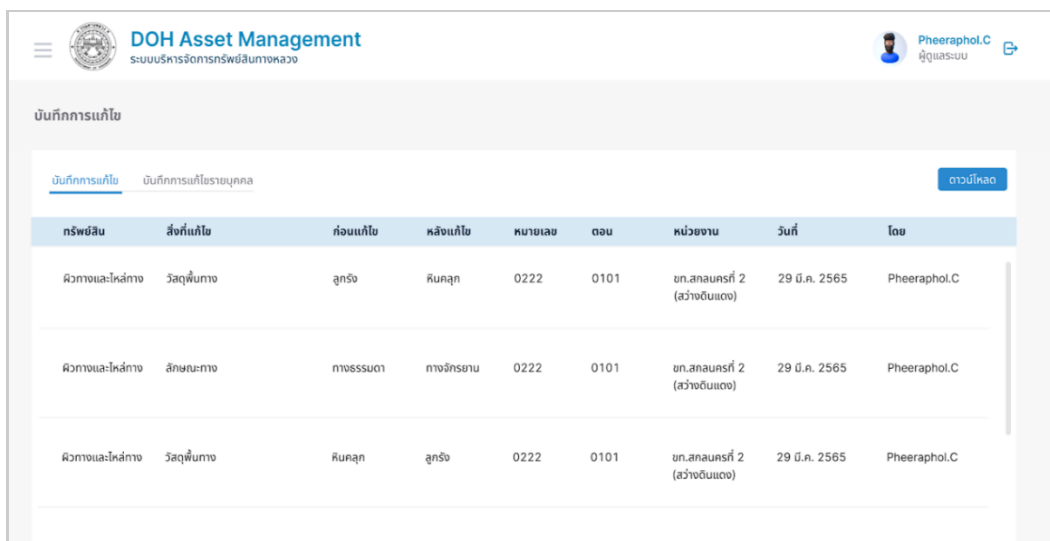 DOH Asset Management
ระบบบริหารจัดการทรัพย์สินทางหลวง
Pheeraphol.C
ผู้ดูแลระบบ
บันทึกการแก้ไข
บันทึกการแก้ไข บันทึกการแก้ไขรายบุคคล ดาวน์โหลด
ทรัพย์สิน สิ่งที่แก้ไข ก่อนแก้ไข หลังแก้ไข หมายเลข ตอน หน่วยงาน วันที่ โดย
ผิวทางและไหล่ทาง วัสดุพื้นทาง ลูกรัง หินคลุก 0222 0101 ขท.สกลนครที่ 2 29 มี.ค. 2565 Pheeraphol.C
(สว่างดินแดง)
ผิวทางและไหล่ทาง ลักษณะทาง ทางธรรมดา ทางจักรยาน 0222 0101 ขท.สกลนครที่ 2 29 มี.ค. 2565 Pheeraphol.C
(สว่างดินแดง)
ผิวทางและไหล่ทาง วัสดุพื้นทาง หินคลุก ลูกรัง 0222 0101 ขท.สกลนครที่ 2 29 มี.ค. 2565 Pheeraphol.C
(สว่างดินแดง)